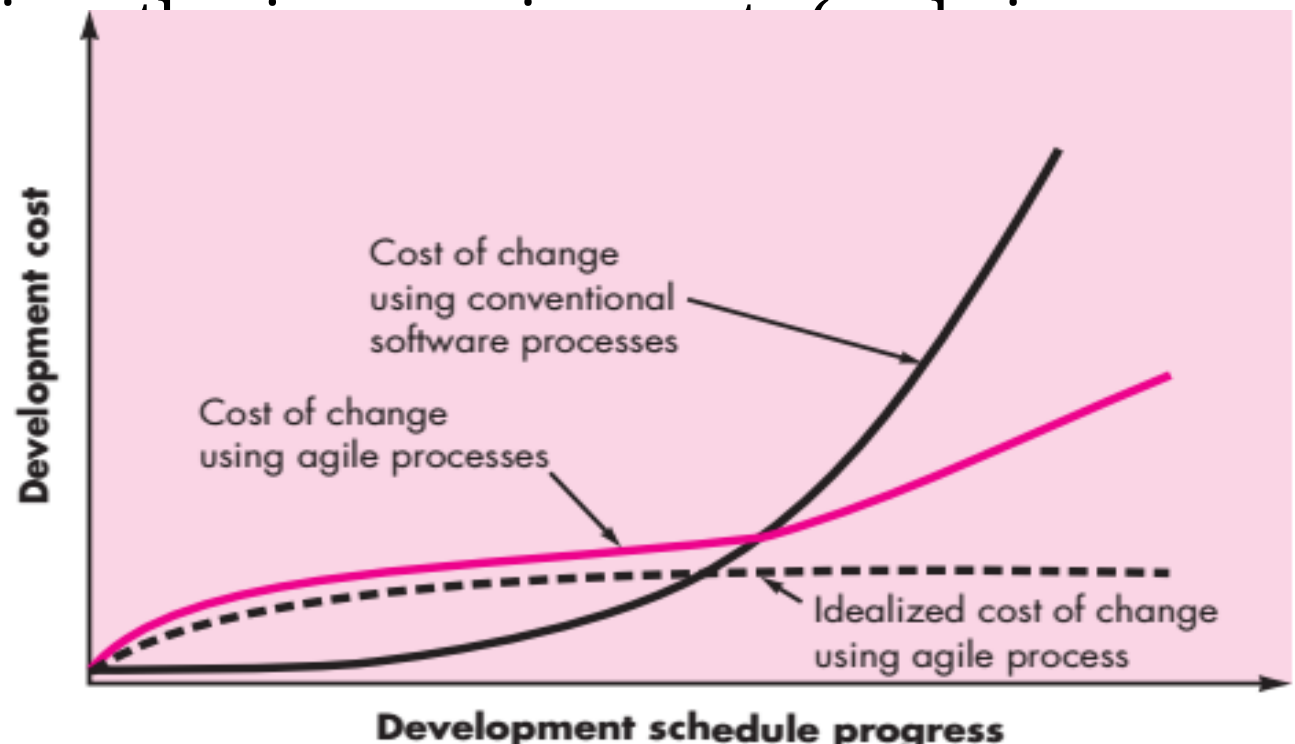 Development cost
Cost of change
using conventional
software processes
Cost of change
using agile processes
Idealized cost of change
using agile process
Development schedule progress